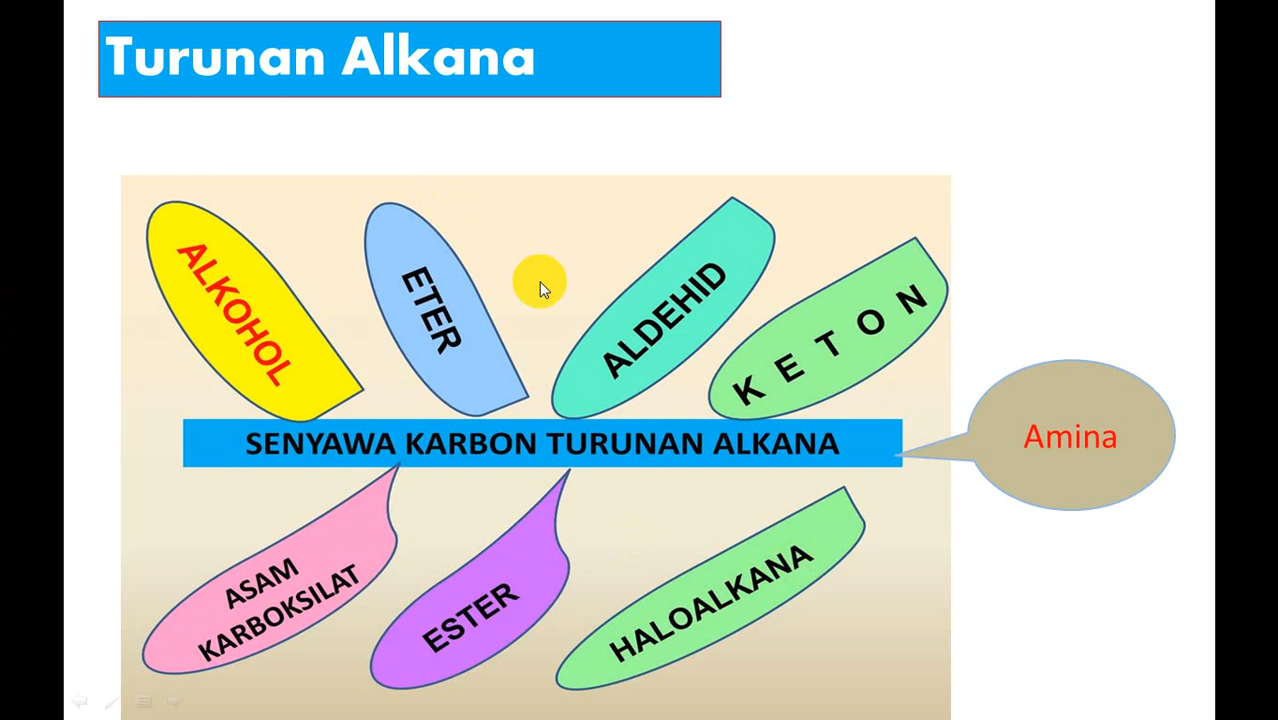 Turunan Alkana
ALKOHOL
ETER
ALDEHID
K E T O N
SENYAWA KARBON TURUNAN ALKANA
Amina
ASAM
KARBOKSILAT
ESTER
HALOALKANA